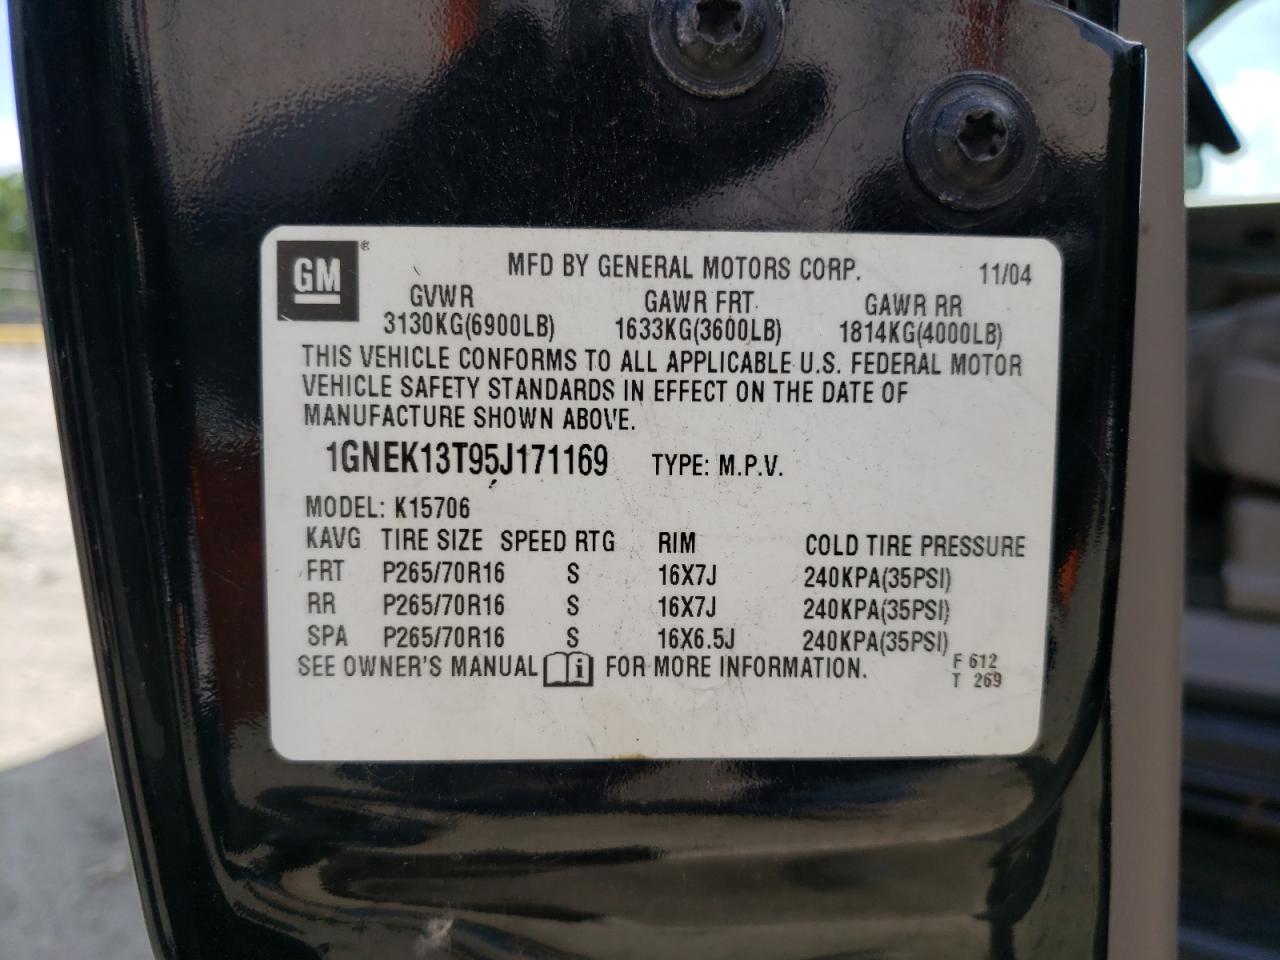 GM ®
MFD BY GENERAL MOTORS CORP. 11/04
GVWR GAWR FRT GAWR RR
3130KG(6900LB) 1633KG(3600LB) 1814KG(4000LB)
THIS VEHICLE CONFORMS TO ALL APPLICABLE U.S. FEDERAL MOTOR
VEHICLE SAFETY STANDARDS IN EFFECT ON THE DATE OF
MANUFACTURE SHOWN ABOVE.
1GNEK13T95J171169 TYPE: M.P.V.
MODEL: K15706
KAVG TIRE SIZE SPEED RTG RIM COLD TIRE PRESSURE
FRT P265/70R16 S 16X7J 240KPA(35PSI)
RR P265/70R16 S 16X7J 240KPA(35PSI)
SPA P265/70R16 S 16X6.5J 240KPA(35PSI)
SEE OWNER'S MANUAL i FOR MORE INFORMATION.
F 612
T 269